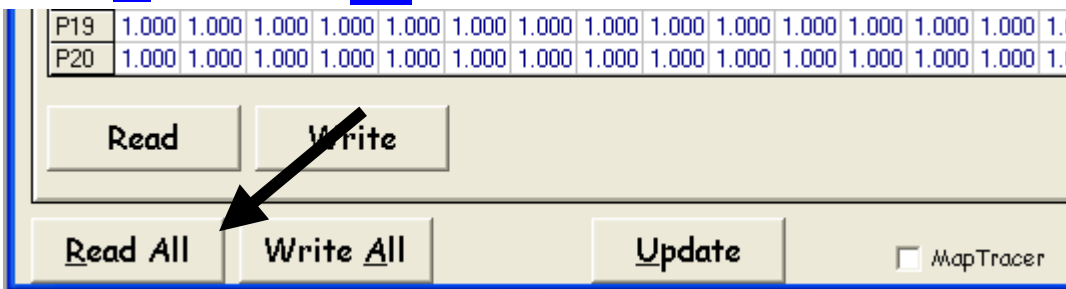 P19 1.000 1.000 1.000 1.000 1.000 1.000 1.000 1.000 1.000 1.000 1.000 1.000 1.000 1.000 1.
P20 1.000 1.000 1.000 1.000 1.000 1.000 1.000 1.000 1.000 1.000 1.000 1.000 1.000 1.000 1.
Read Write
Read All Write All Update MapTracer